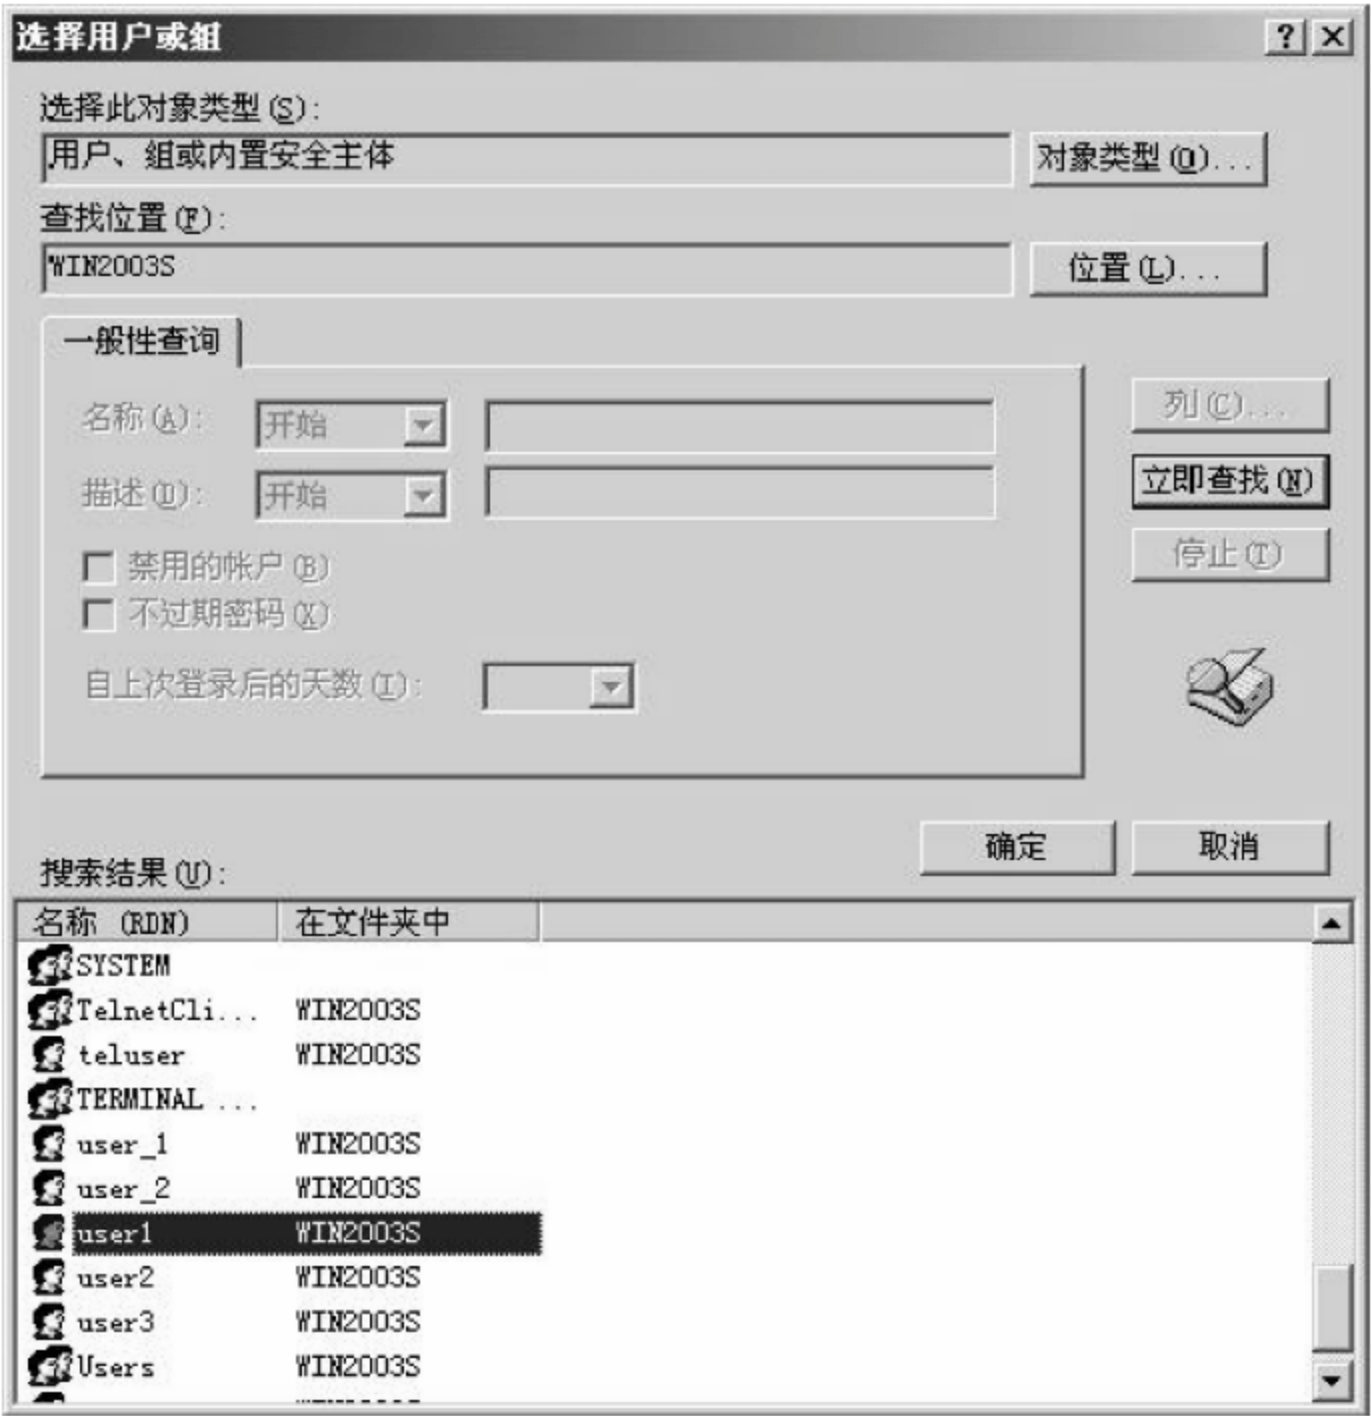 选择用户或组
选择此对象类型(S):
用户、组或内置安全主体
对象类型(O)...
查找位置(F):
WIN2003S
位置(L)...
一般性查询
名称(A): 开始
列(C)...
描述(D): 开始
立即查找(N)
禁用的帐户(B)
停止(T)
不过期密码(X)
自上次登录后的天数(I):
确定 取消
搜索结果(U):
名称 (RDN) 在文件夹中
SYSTEM
TelnetCli... WIN2003S
teluser WIN2003S
TERMINAL ...
user_1 WIN2003S
user_2 WIN2003S
user1 WIN2003S
user2 WIN2003S
user3 WIN2003S
Users WIN2003S